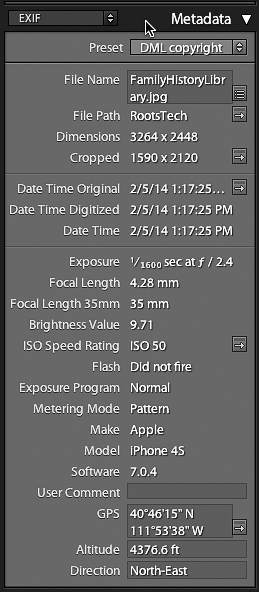 EXIF Metadata
Preset DML copyright
File Name FamilyHistoryLibr
ary.jpg
File Path RootsTech
Dimensions 3264 x 2448
Cropped 1590 x 2120
Date Time Original 2/5/14 1:17:25...
Date Time Digitized 2/5/14 1:17:25 PM
Date Time 2/5/14 1:17:25 PM
Exposure 1/1600 sec at ƒ / 2.4
Focal Length 4.28 mm
Focal Length 35mm 35 mm
Brightness Value 9.71
ISO Speed Rating ISO 50
Flash Did not fire
Exposure Program Normal
Metering Mode Pattern
Make Apple
Model iPhone 4S
Software 7.0.4
User Comment
GPS 40°46'15" N
111°53'38" W
Altitude 4376.6 ft
Direction North-East